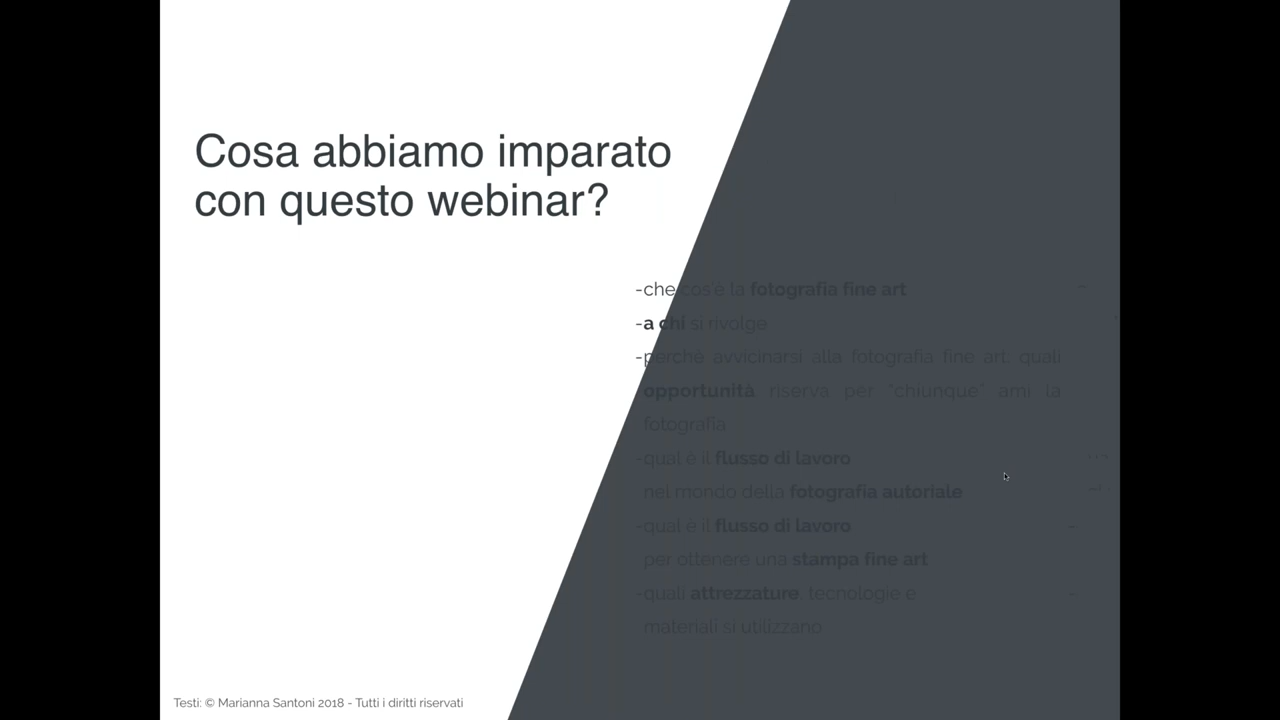 Cosa abbiamo imparato
con questo webinar?
-che cos'è la fotografia fine art
-a chi si rivolge
-perché avvicinarsi alla fotografia fine art, quali
opportunità riserva per "chiunque" ami la
fotografia
-qual è il flusso di lavoro
nel mondo della fotografia autoriale
-qual è il flusso di lavoro
per ottenere una stampa fine art
-quali attrezzature, tecnologie e
materiali si utilizzano
Testi: © Marianna Santoni 2018 - Tutti i diritti riservati